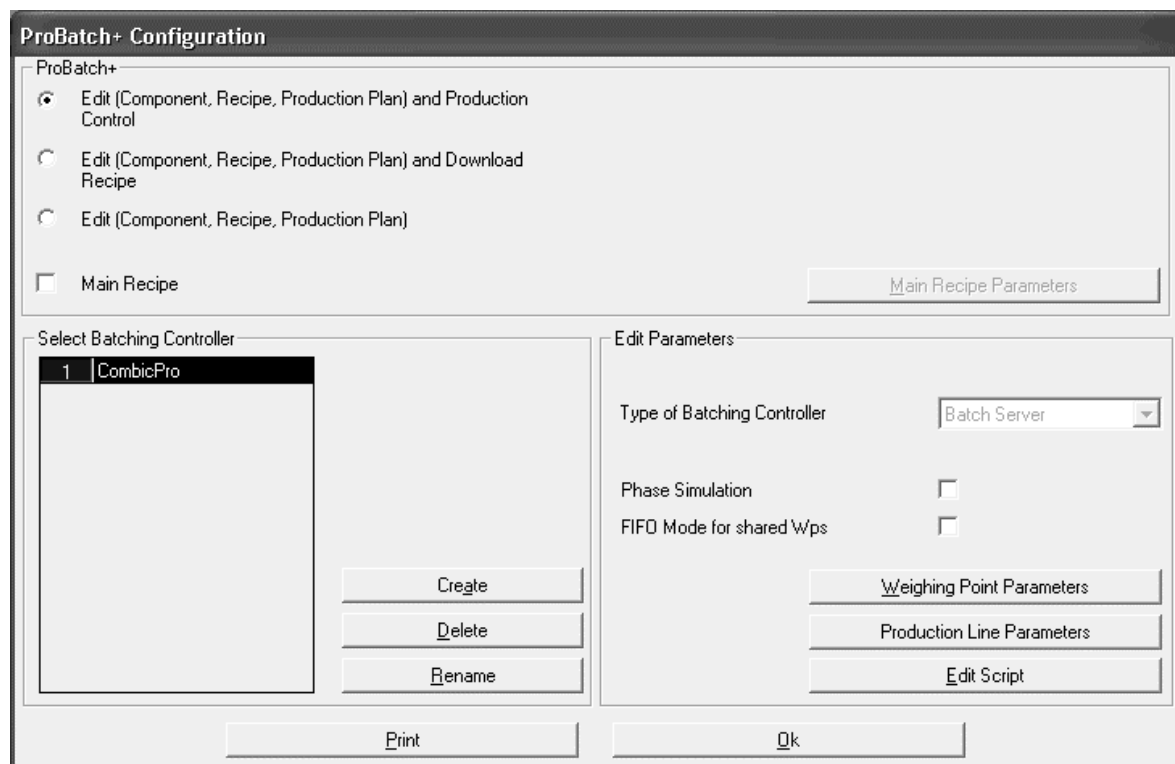 ProBatch+ Configuration
ProBatch+
Edit (Component, Recipe, Production Plan) and Production
Control
Edit (Component, Recipe, Production Plan) and Download
Recipe
Edit (Component, Recipe, Production Plan)
Main Recipe
Main Recipe Parameters
Select Batching Controller
1 CombicPro
Create
Delete
Rename
Edit Parameters
Type of Batching Controller
Batch Server
Phase Simulation
FIFO Mode for shared Wps
Weighing Point Parameters
Production Line Parameters
Edit Script
Print
Ok